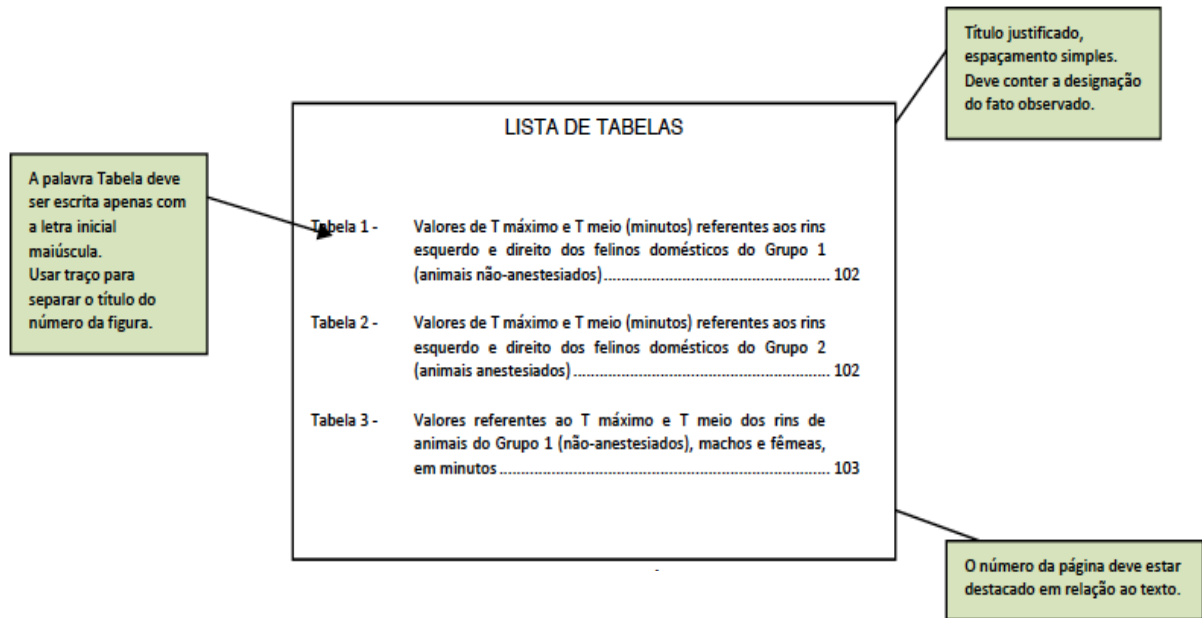 Título justificado,
espaçamento simples.
Deve conter a designação
do fato observado.
LISTA DE TABELAS
A palavra Tabela deve
ser escrita apenas com
a letra inicial
maiúscula.
Usar traço para
separar o título do
número da figura.
Tabela 1 - Valores de T máximo e T meio (minutos) referentes aos rins
esquerdo e direito dos felinos domésticos do Grupo 1
(animais não-anestesiados)..................................................... 102
Tabela 2 - Valores de T máximo e T meio (minutos) referentes aos rins
esquerdo e direito dos felinos domésticos do Grupo 2
(animais anestesiados) ............................................................ 102
Tabela 3 - Valores referentes ao T máximo e T meio dos rins de
animais do Grupo 1 (não-anestesiados), machos e fêmeas,
em minutos .............................................................................. 103
O número da página deve estar
destacado em relação ao texto.